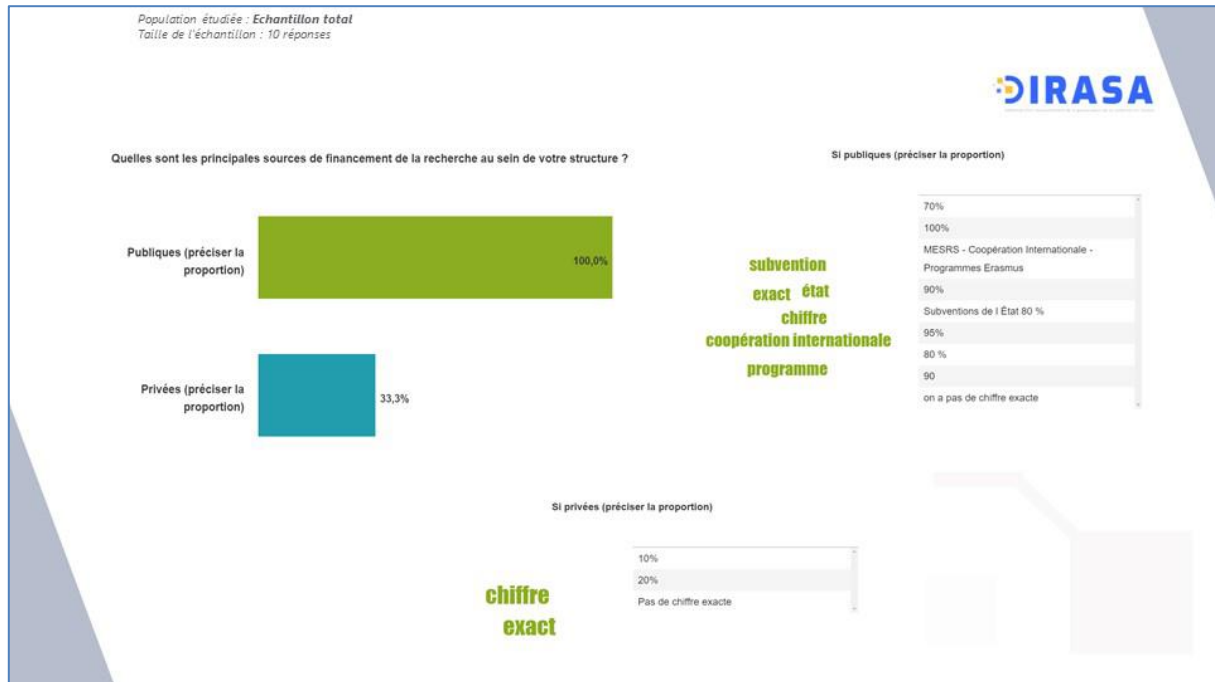 Population étudiée : Echantillon total
Taille de l'échantillon : 10 réponses
DIRASA
Quelles sont les principales sources de financement de la recherche au sein de votre structure ?
Publiques (préciser la
proportion)
100,0%
Privées (préciser la
proportion)
33,3%
Si publiques (préciser la proportion)
subvention
exact état
chiffre
coopération internationale
programme
70%
100%
MESRS - Coopération Internationale -
Programmes Erasmus
90%
Subventions de l État 80 %
95%
80 %
90
on a pas de chiffre exacte
Si privées (préciser la proportion)
chiffre
exact
10%
20%
Pas de chiffre exacte